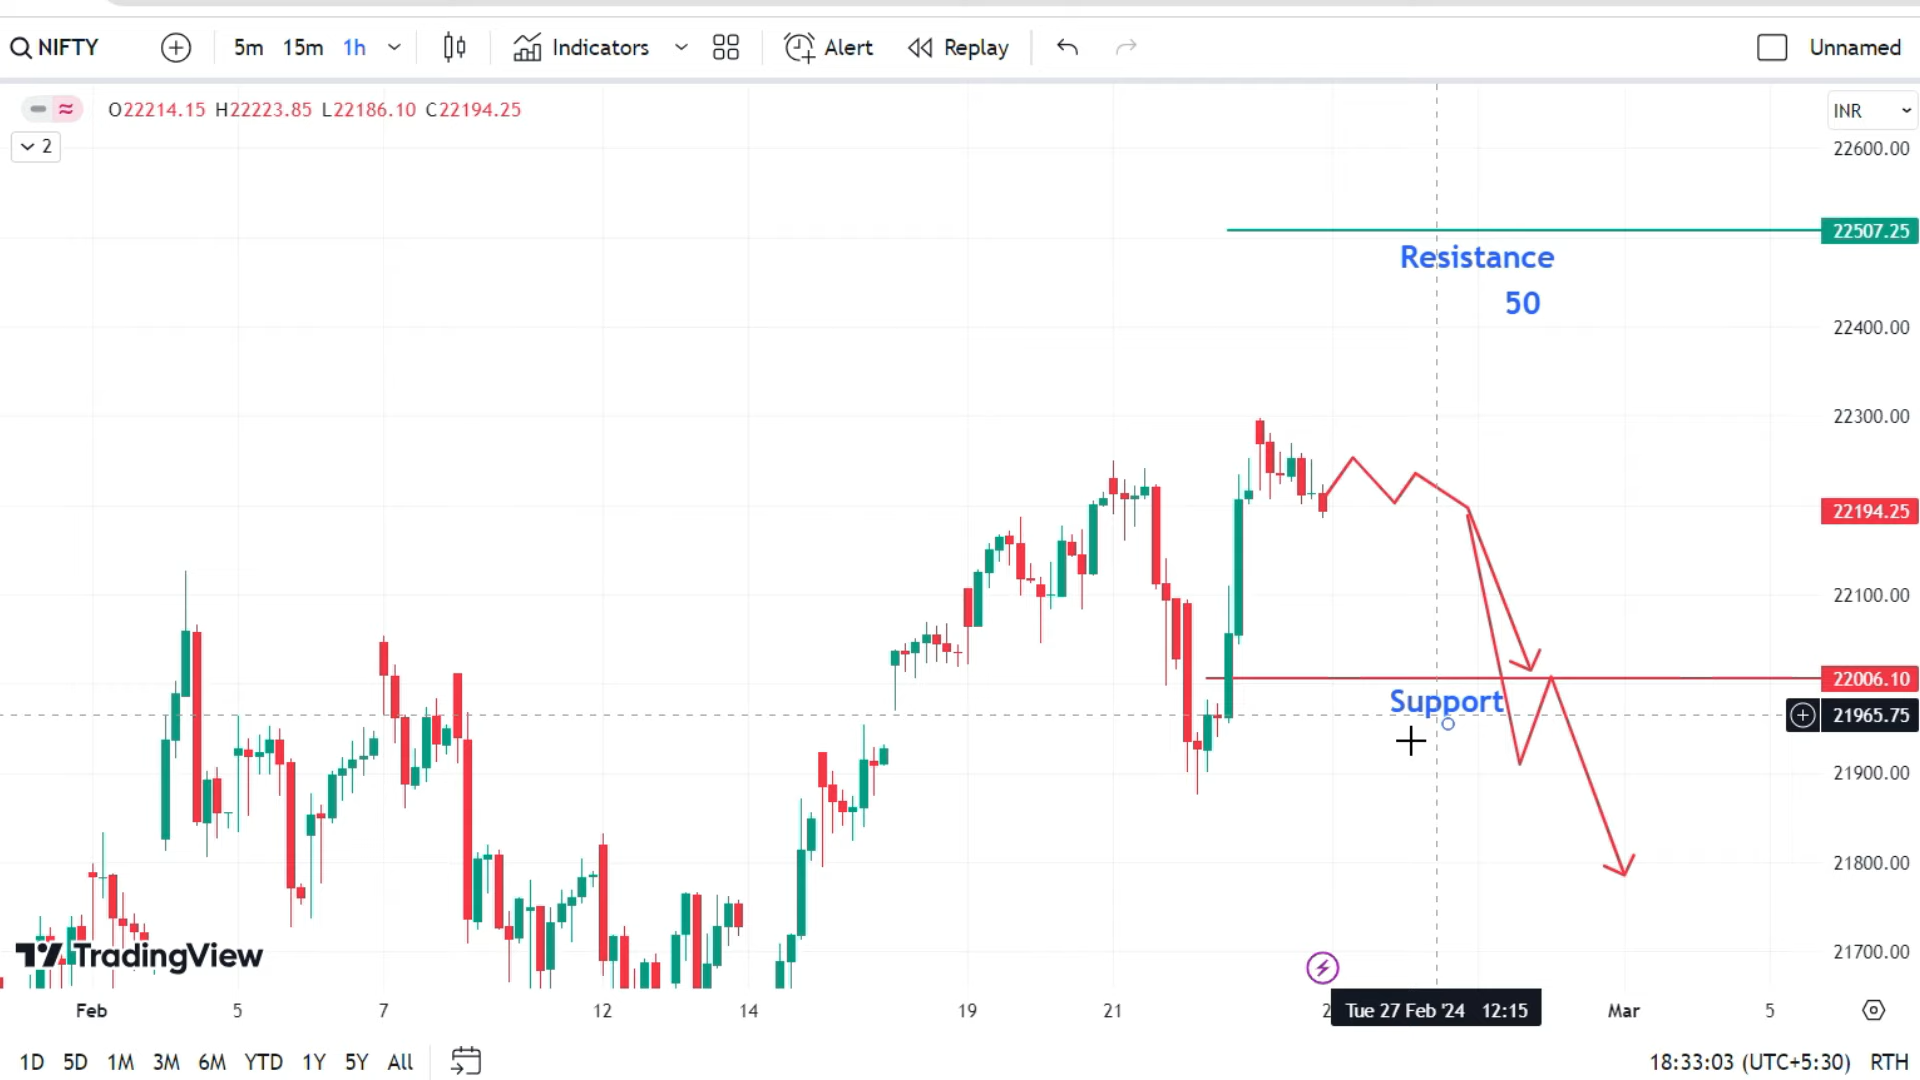 NIFTY 5m 15m 1h Indicators Alert Replay Unnamed
O22214.15 H22223.85 L22186.10 C22194.25
INR
2
22600.00
22507.25
Resistance
50
22400.00
22300.00
22194.25
22100.00
22006.10
Support
21965.75
21900.00
21800.00
21700.00
TradingView
Feb 5 7 12 14 19 21 2 Tue 27 Feb '24 12:15 Mar 5
1D 5D 1M 3M 6M YTD 1Y 5Y All 18:33:03 (UTC+5:30) RTH